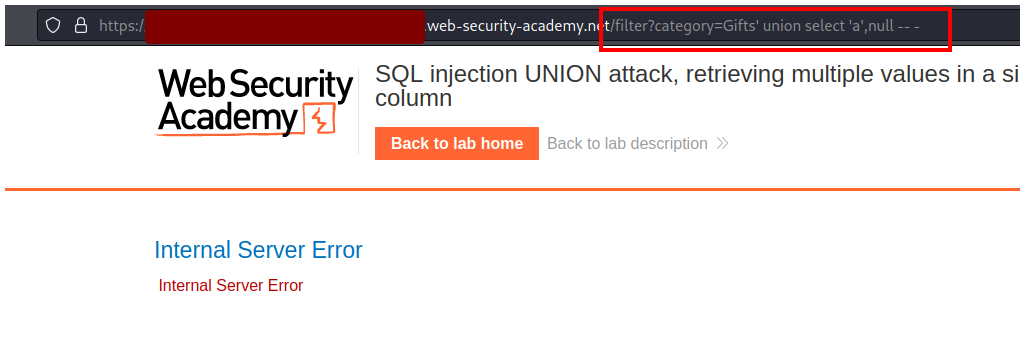 https:/ .web-security-academy.net/filter?category=Gifts' union select 'a',null -- -
Web Security
Academy
SQL injection UNION attack, retrieving multiple values in a si
column
Back to lab home
Back to lab description
Internal Server Error
Internal Server Error